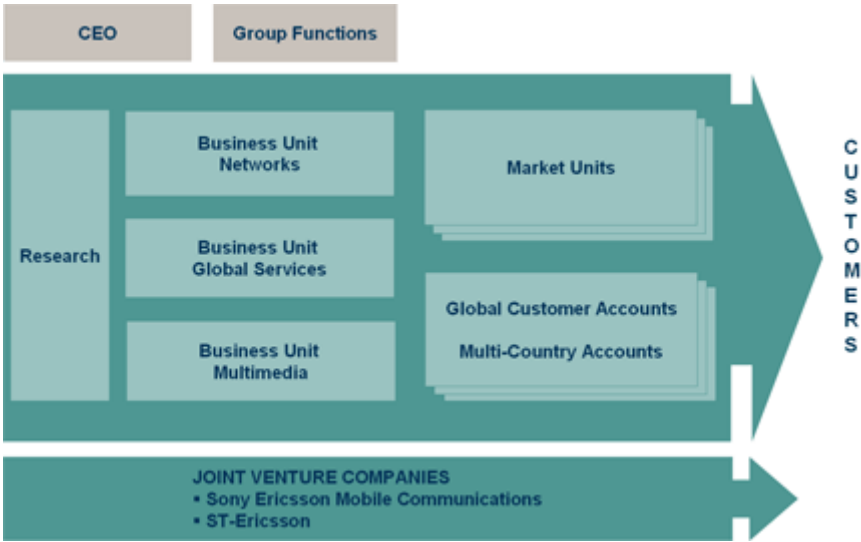 CEO
Group Functions
Research
Business Unit
Networks
Business Unit
Global Services
Business Unit
Multimedia
Market Units
Global Customer Accounts
Multi-Country Accounts
CUSTOMERS
JOINT VENTURE COMPANIES
▪ Sony Ericsson Mobile Communications
▪ ST-Ericsson